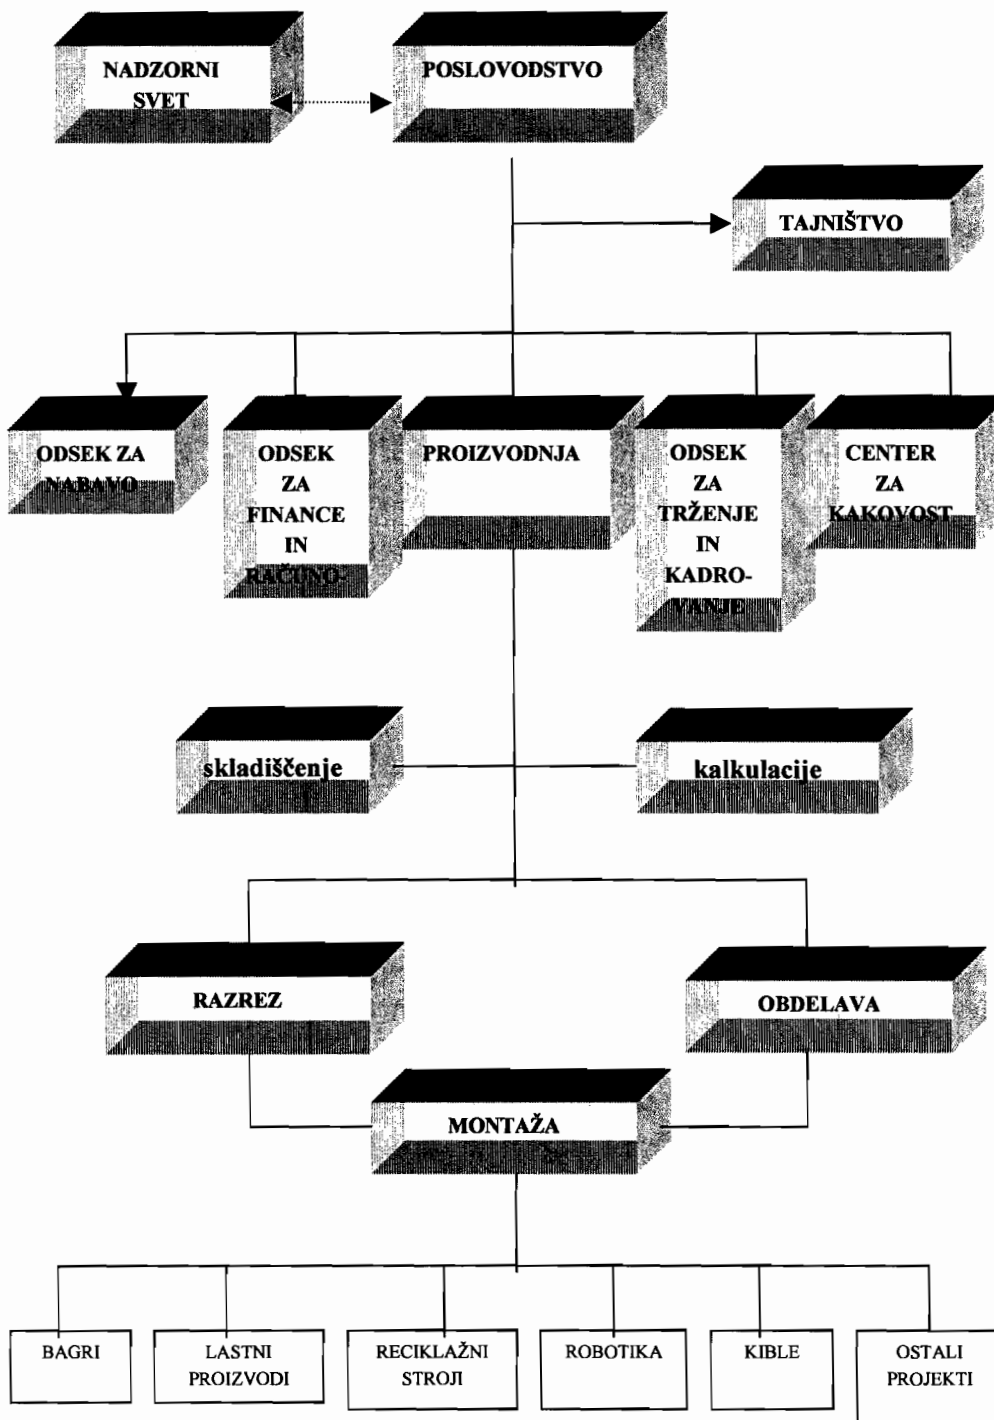 NADZORNI
SVET
POSLOVODSTVO
TAJNIŠTVO
ODSEK ZA
NABAVO
ODSEK
ZA
FINANCE
IN
RAČUNO-
PROIZVODNJA
ODSEK
ZA
TRŽENJE
IN
KADRO-
VANJE
CENTER
ZA
KAKOVOST
skladiščenje
kalkulacije
RAZREZ
OBDELAVA
MONTAŽA
BAGRI
LASTNI
PROIZVODI
RECIKLAŽNI
STROJI
ROBOTIKA
KIBLE
OSTALI
PROJEKTI